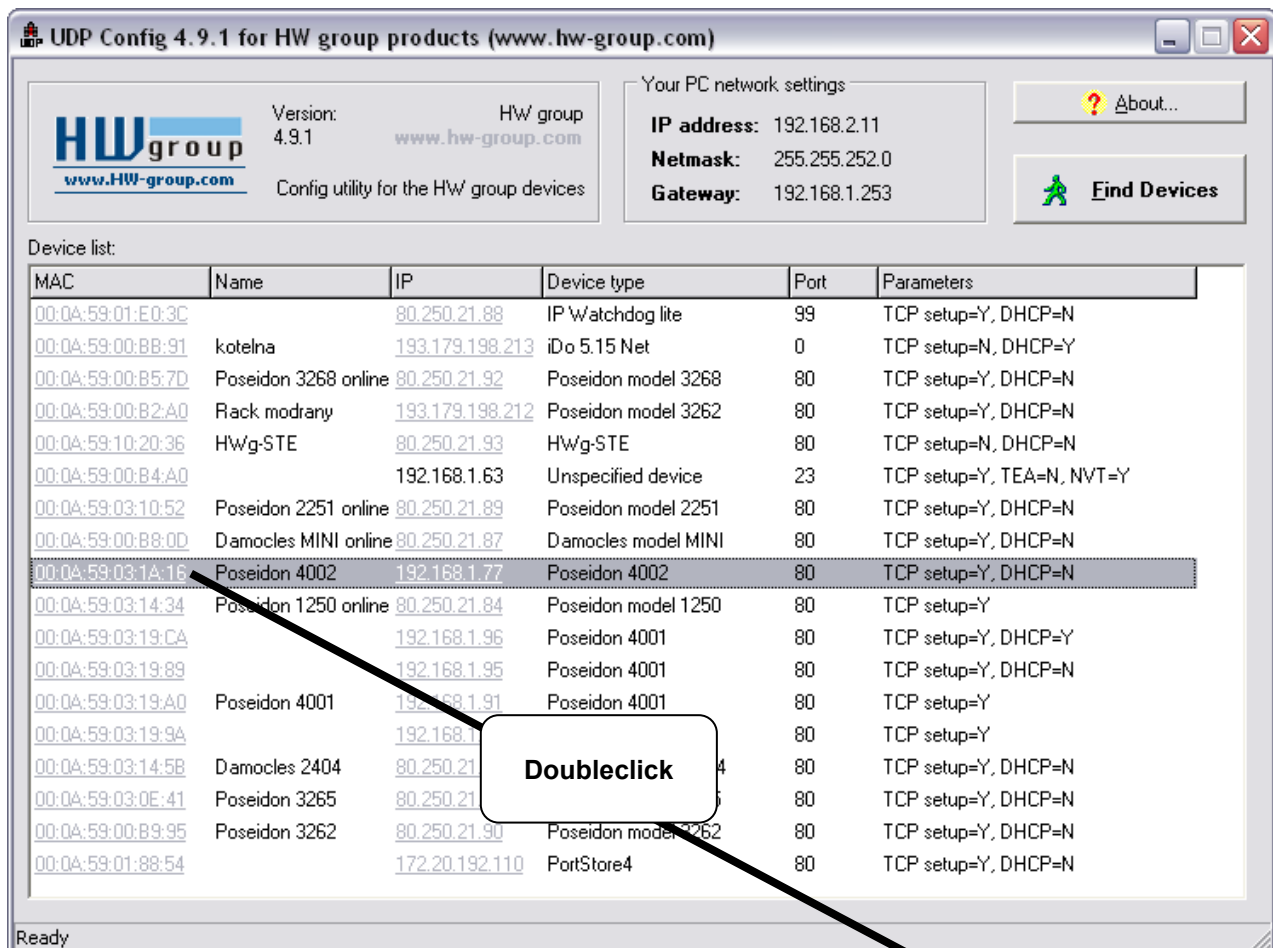 UDP Config 4.9.1 for HW group products (www.hw-group.com)
HW group
www.HW-group.com
Version: HW group
4.9.1 www.hw-group.com
Config utility for the HW group devices
Your PC network settings
IP address: 192.168.2.11
Netmask: 255.255.252.0
Gateway: 192.168.1.253
? About...
Find Devices
Device list:
MAC Name IP Device type Port Parameters
00:0A:59:01:E0:3C 80.250.21.88 IP Watchdog lite 99 TCP setup=Y, DHCP=N
00:0A:59:00:BB:91 kotelna 193.179.198.213 iDo 5.15 Net 0 TCP setup=N, DHCP=Y
00:0A:59:00:B5:7D Poseidon 3268 online 80.250.21.92 Poseidon model 3268 80 TCP setup=Y, DHCP=N
00:0A:59:00:B2:A0 Rack modrany 193.179.198.212 Poseidon model 3262 80 TCP setup=Y, DHCP=N
00:0A:59:10:20:36 HWg-STE 80.250.21.93 HWg-STE 80 TCP setup=N, DHCP=N
00:0A:59:00:B4:A0 192.168.1.63 Unspecified device 23 TCP setup=Y, TEA=N, NVT=Y
00:0A:59:03:10:52 Poseidon 2251 online 80.250.21.89 Poseidon model 2251 80 TCP setup=Y, DHCP=N
00:0A:59:00:B8:0D Damocles MINI online 80.250.21.87 Damocles model MINI 80 TCP setup=Y, DHCP=N
00:0A:59:03:1A:16 Poseidon 4002 192.168.1.77 Poseidon 4002 80 TCP setup=Y, DHCP=N
00:0A:59:03:14:34 Poseidon 1250 online 80.250.21.84 Poseidon model 1250 80 TCP setup=Y
00:0A:59:03:19:CA 192.168.1.96 Poseidon 4001 80 TCP setup=Y, DHCP=Y
00:0A:59:03:19:89 192.168.1.95 Poseidon 4001 80 TCP setup=Y, DHCP=N
00:0A:59:03:19:A0 Poseidon 4001 192.168.1.91 Poseidon 4001 80 TCP setup=Y
00:0A:59:03:19:9A 192.168.1 80 TCP setup=Y
00:0A:59:03:14:5B Damocles 2404 80.250.21 4 80 TCP setup=Y, DHCP=N
00:0A:59:03:0E:41 Poseidon 3265 80.250.21 80 TCP setup=Y, DHCP=N
00:0A:59:00:B9:95 Poseidon 3262 80.250.21.90 Poseidon model 3262 80 TCP setup=Y, DHCP=N
00:0A:59:01:88:54 172.20.192.110 PortStore4 80 TCP setup=Y, DHCP=N
Doubleclick
Ready